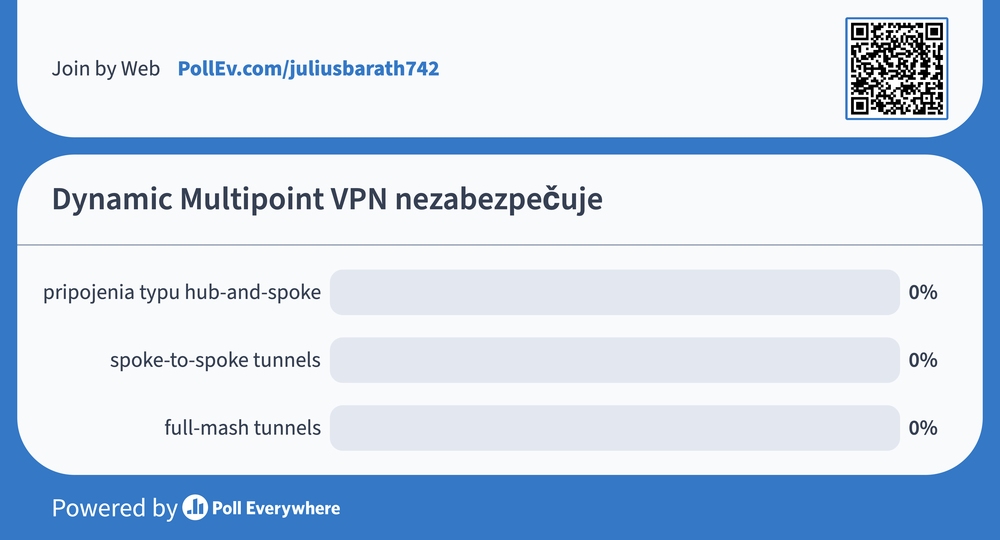 Join by Web PollEv.com/juliusbarath742
Dynamic Multipoint VPN nezabezpečuje
pripojenia typu hub-and-spoke 0%
spoke-to-spoke tunnels 0%
full-mash tunnels 0%
Powered by Poll Everywhere